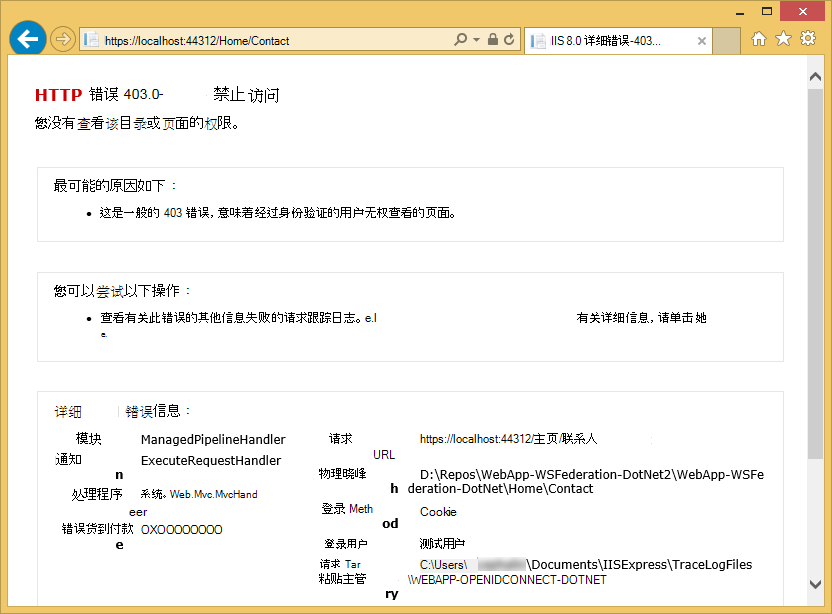 https://localhost:44312/Home/Contact
IIS 8.0 详细错误-403...
HTTP 错误 403.0- 禁止访问
您没有查看该目录或页面的权限。
最可能的原因如下：
• 这是一般的 403 错误, 意味着经过身份验证的用户无权查看的页面。
您可以尝试以下操作：
• 查看有关此错误的其他信息失败的请求跟踪日志。e.l 有关详细信息, 请单击她
e.
详细 错误信息：
模块 ManagedPipelineHandler
通知 ExecuteRequestHandler
n
处理程序 系统。Web.Mvc.MvcHand
eer
错误货到付款 OXOOOOOOOO
e
请求 https://localhost:44312/主页/联系人
URL
物理晓峰 D:\Repos\WebApp-WSFederation-DotNet2\WebApp-WSFe
h deration-DotNet\Home\Contact
登录 Meth Cookie
od
登录用户 测试用户
请求 Tar C:\Users\ \Documents\IISExpress\TraceLogFiles
粘贴主管 \WEBAPP-OPENIDCONNECT-DOTNET
ry